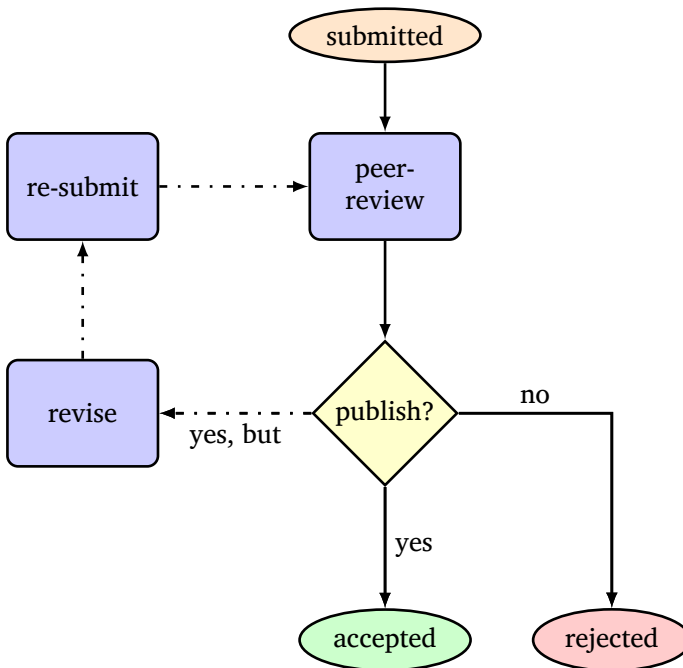 submitted
re-submit
peer-
review
revise
publish?
no
yes, but
yes
accepted
rejected